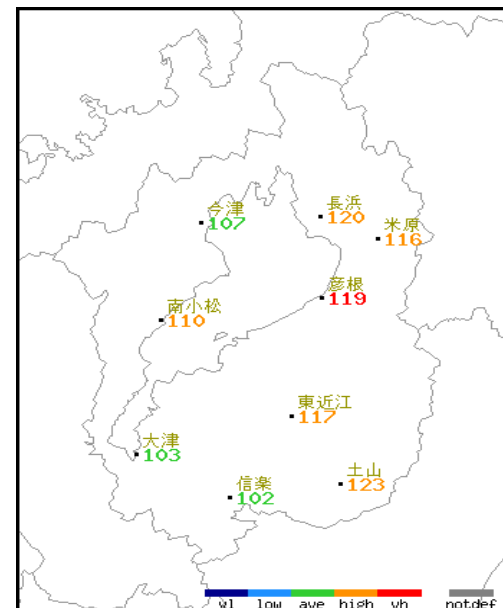 長浜
120
今津
107
米原
116
彦根
119
南小松
110
東近江
117
大津
103
土山
123
信楽
102
vl low ave high vh notdef